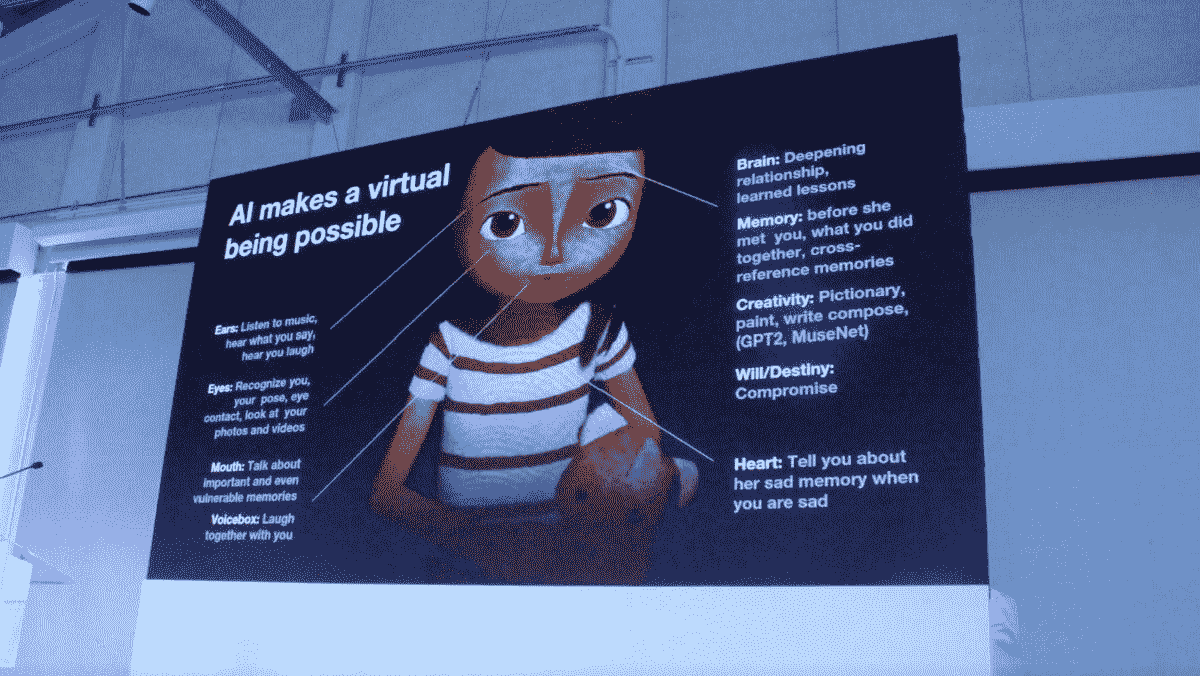 AI makes a virtual
being possible
Ears: Listen to music,
hear what you say,
hear you laugh
Eyes: Recognize you,
your pose, eye
contact, look at your
photos and videos
Mouth: Talk about
important and even
vulnerable memories
Voicebox: Laugh
together with you
Brain: Deepening
relationship,
learned lessons
Memory: before she
met you, what you did
together, cross-
reference memories
Creativity: Pictionary,
paint, write compose,
(GPT2, MuseNet)
Will/Destiny:
Compromise
Heart: Tell you about
her sad memory when
you are sad